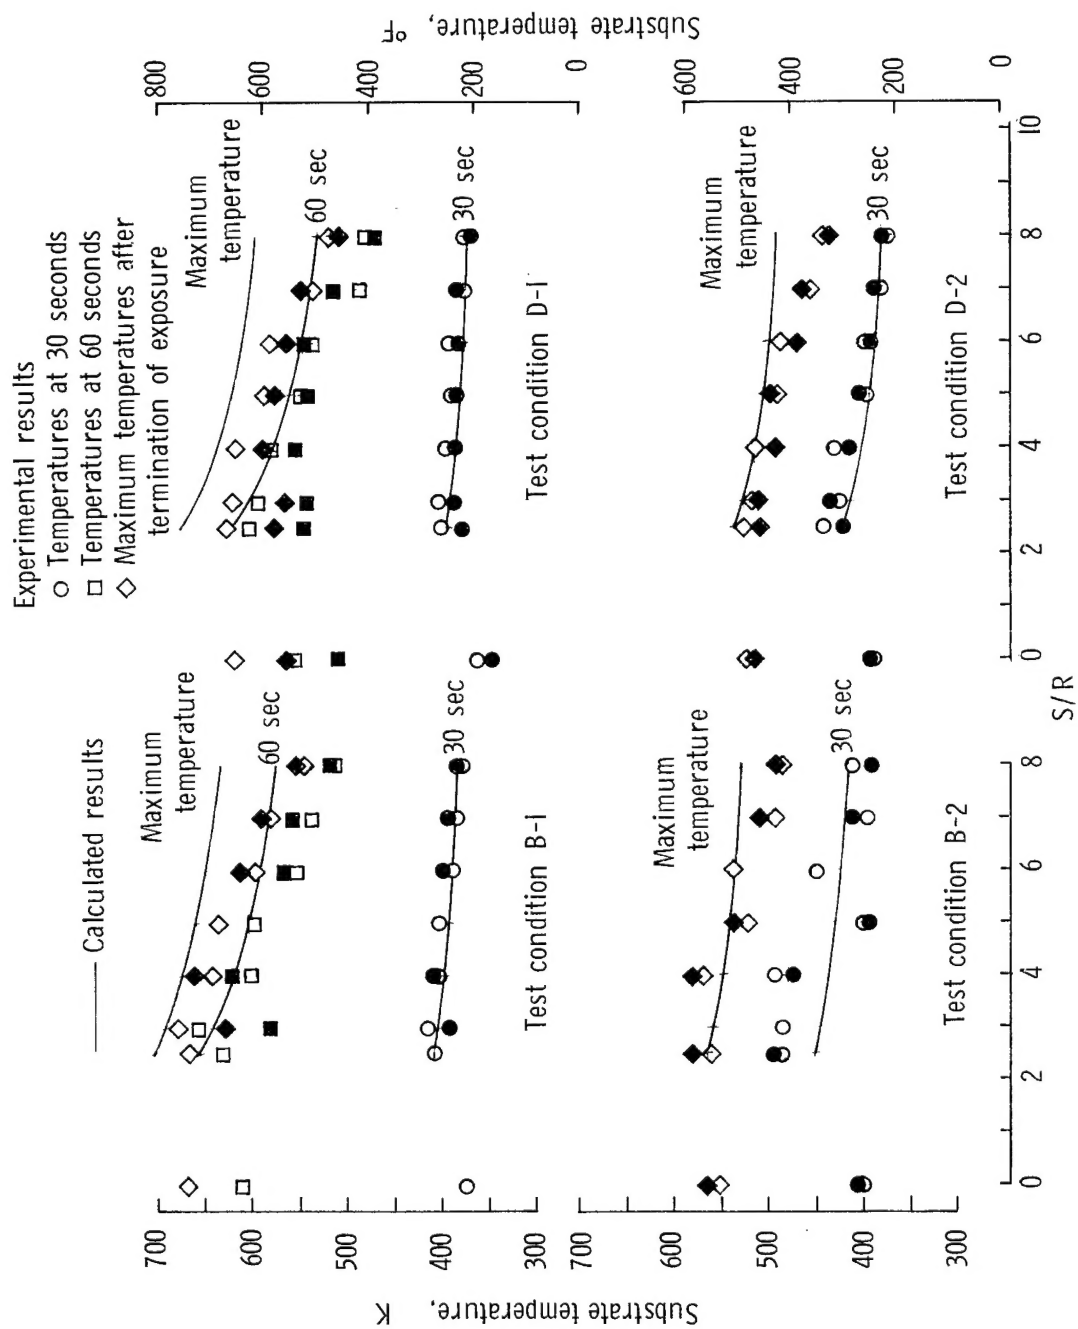 Experimental results
Temperatures at 30 seconds
Temperatures at 60 seconds
Maximum temperatures after
termination of exposure
Calculated results
Substrate temperature, K
700
600
500
400
300
Maximum
temperature
60 sec
30 sec
Test condition B-1
Maximum
temperature
60 sec
30 sec
Test condition D-1
800
600
400
200
0
Substrate temperature, °F
700
600
500
400
300
Maximum
temperature
30 sec
Test condition B-2
Maximum
temperature
30 sec
Test condition D-2
600
400
200
0
0 2 4 6 8 0 2 4 6 8 10
S/R